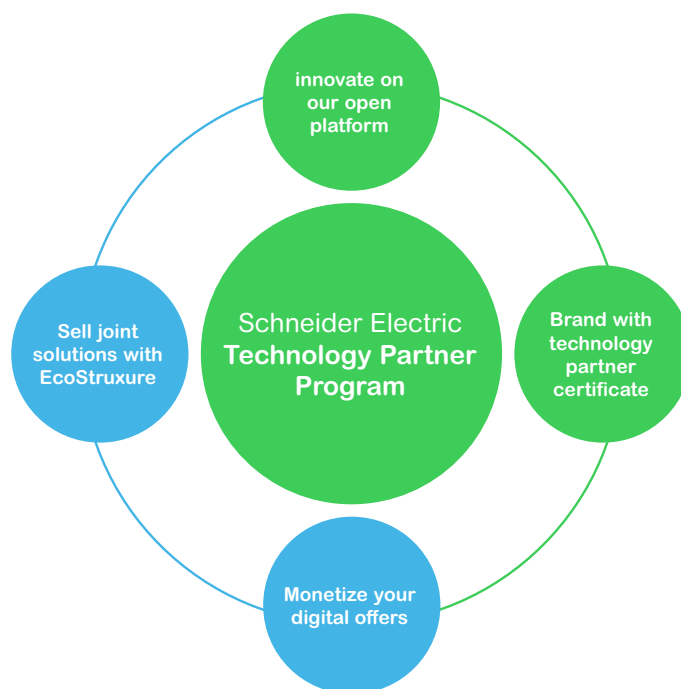 innovate on
our open
platform
Schneider Electric
Technology Partner
Program
Sell joint
solutions with
EcoStruxure
Brand with
technology
partner
certificate
Monetize your
digital offers